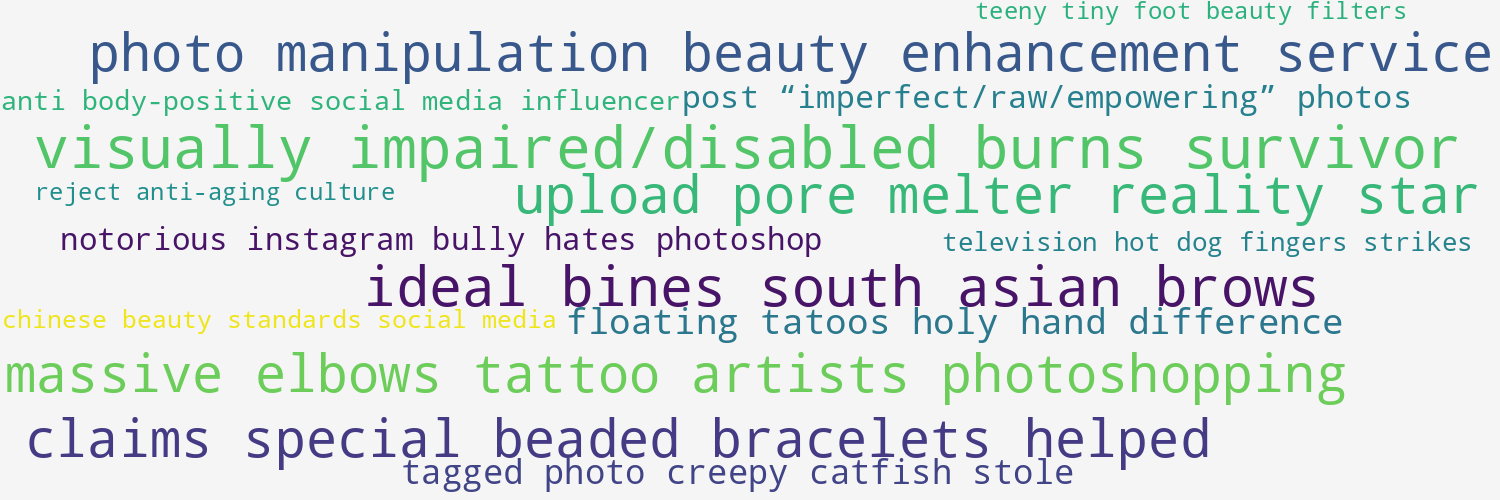 teeny tiny foot beauty filters
photo manipulation beauty enhancement service
anti body-positive social media influencer
post “imperfect/raw/empowering” photos
visually impaired/disabled burns survivor
reject anti-aging culture
upload pore melter reality star
notorious instagram bully hates photoshop
television hot dog fingers strikes
ideal bines south asian brows
chinese beauty standards social media
floating tatoos holy hand difference
massive elbows tattoo artists photoshopping
claims special beaded bracelets helped
tagged photo creepy catfish stole